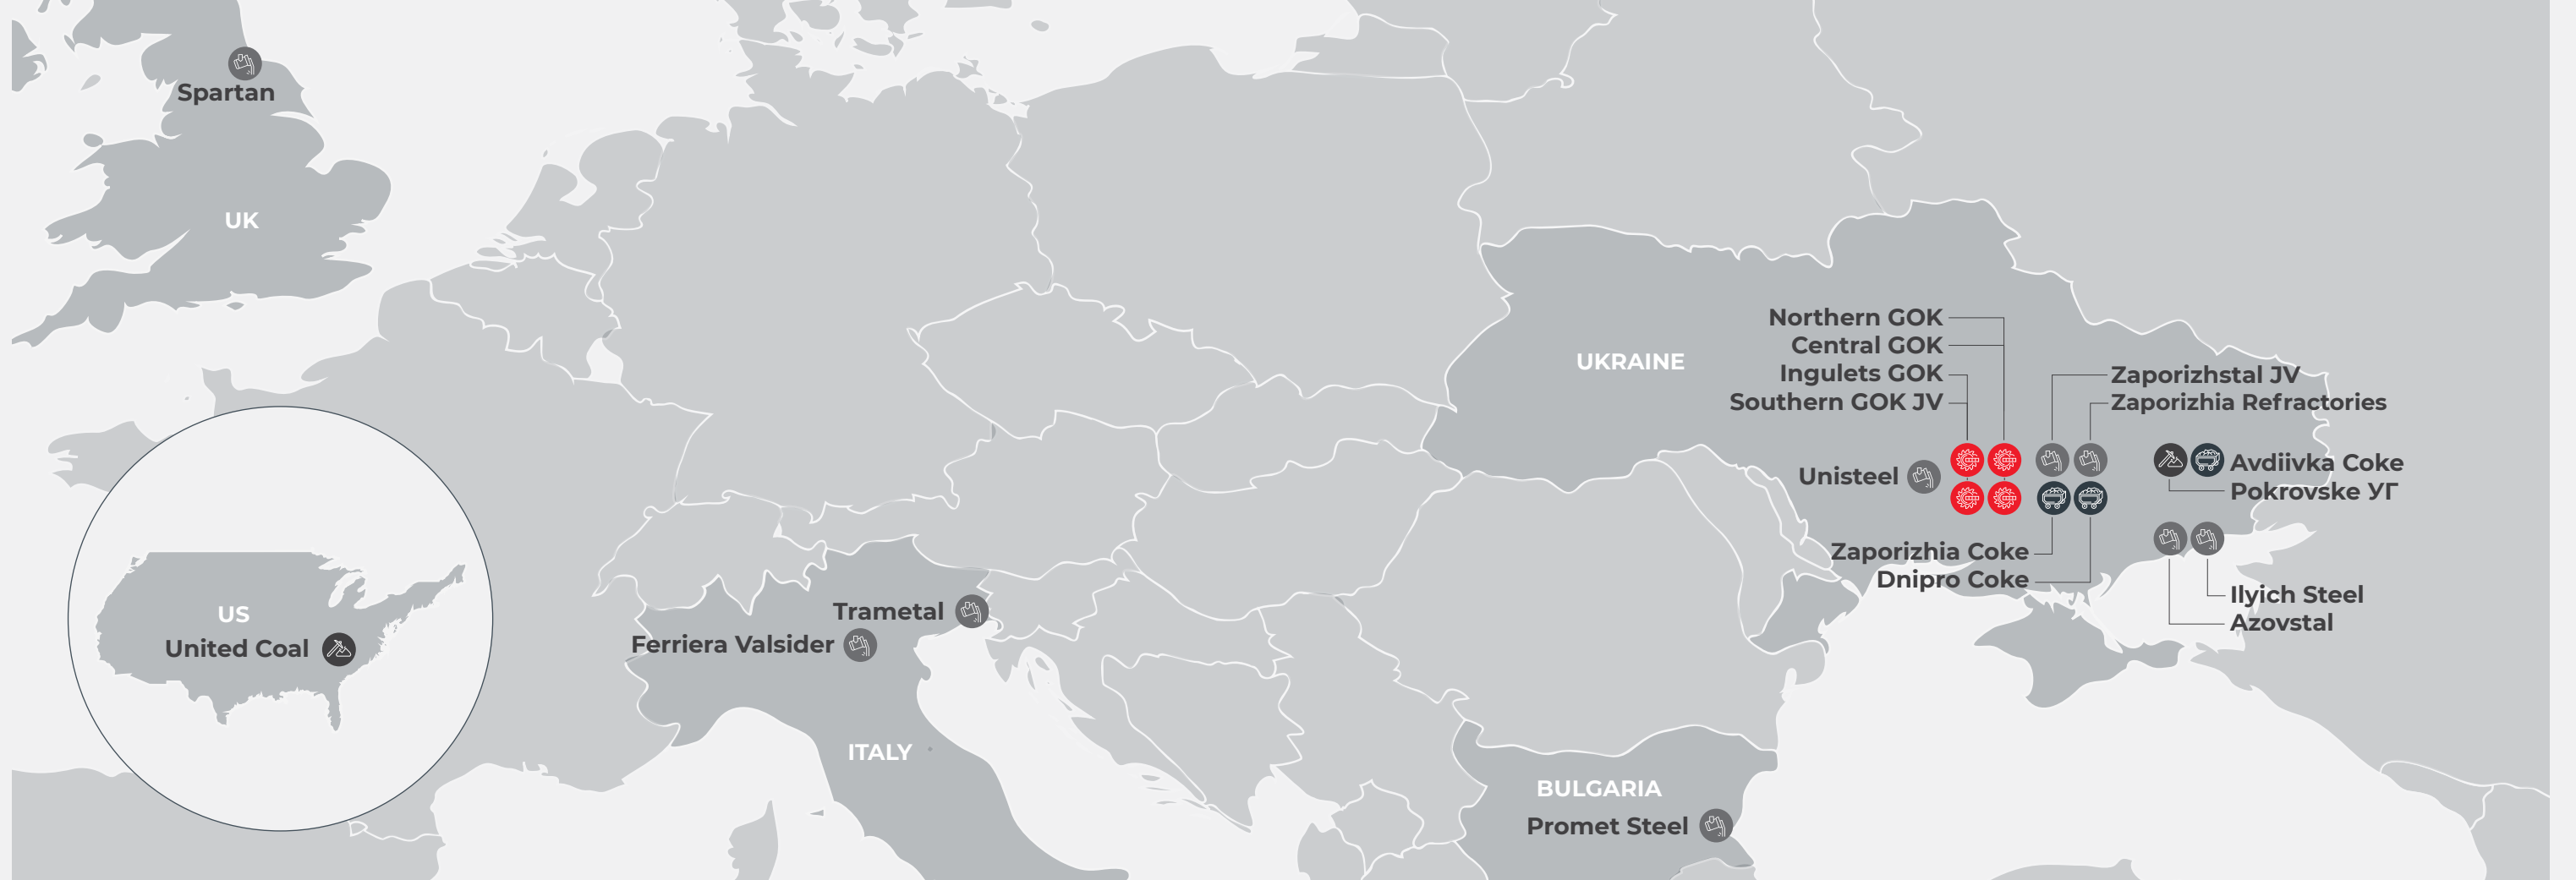 Spartan
UK
Northern GOK
Central GOK
Ingulets GOK
Southern GOK JV
UKRAINE
Zaporizhstal JV
Zaporizhia Refractories
Unisteel
Avdiivka Coke
Pokrovske УГ
Zaporizhia Coke
Dnipro Coke
Ilyich Steel
Azovstal
US
United Coal
Trametal
Ferriera Valsider
ITALY
BULGARIA
Promet Steel